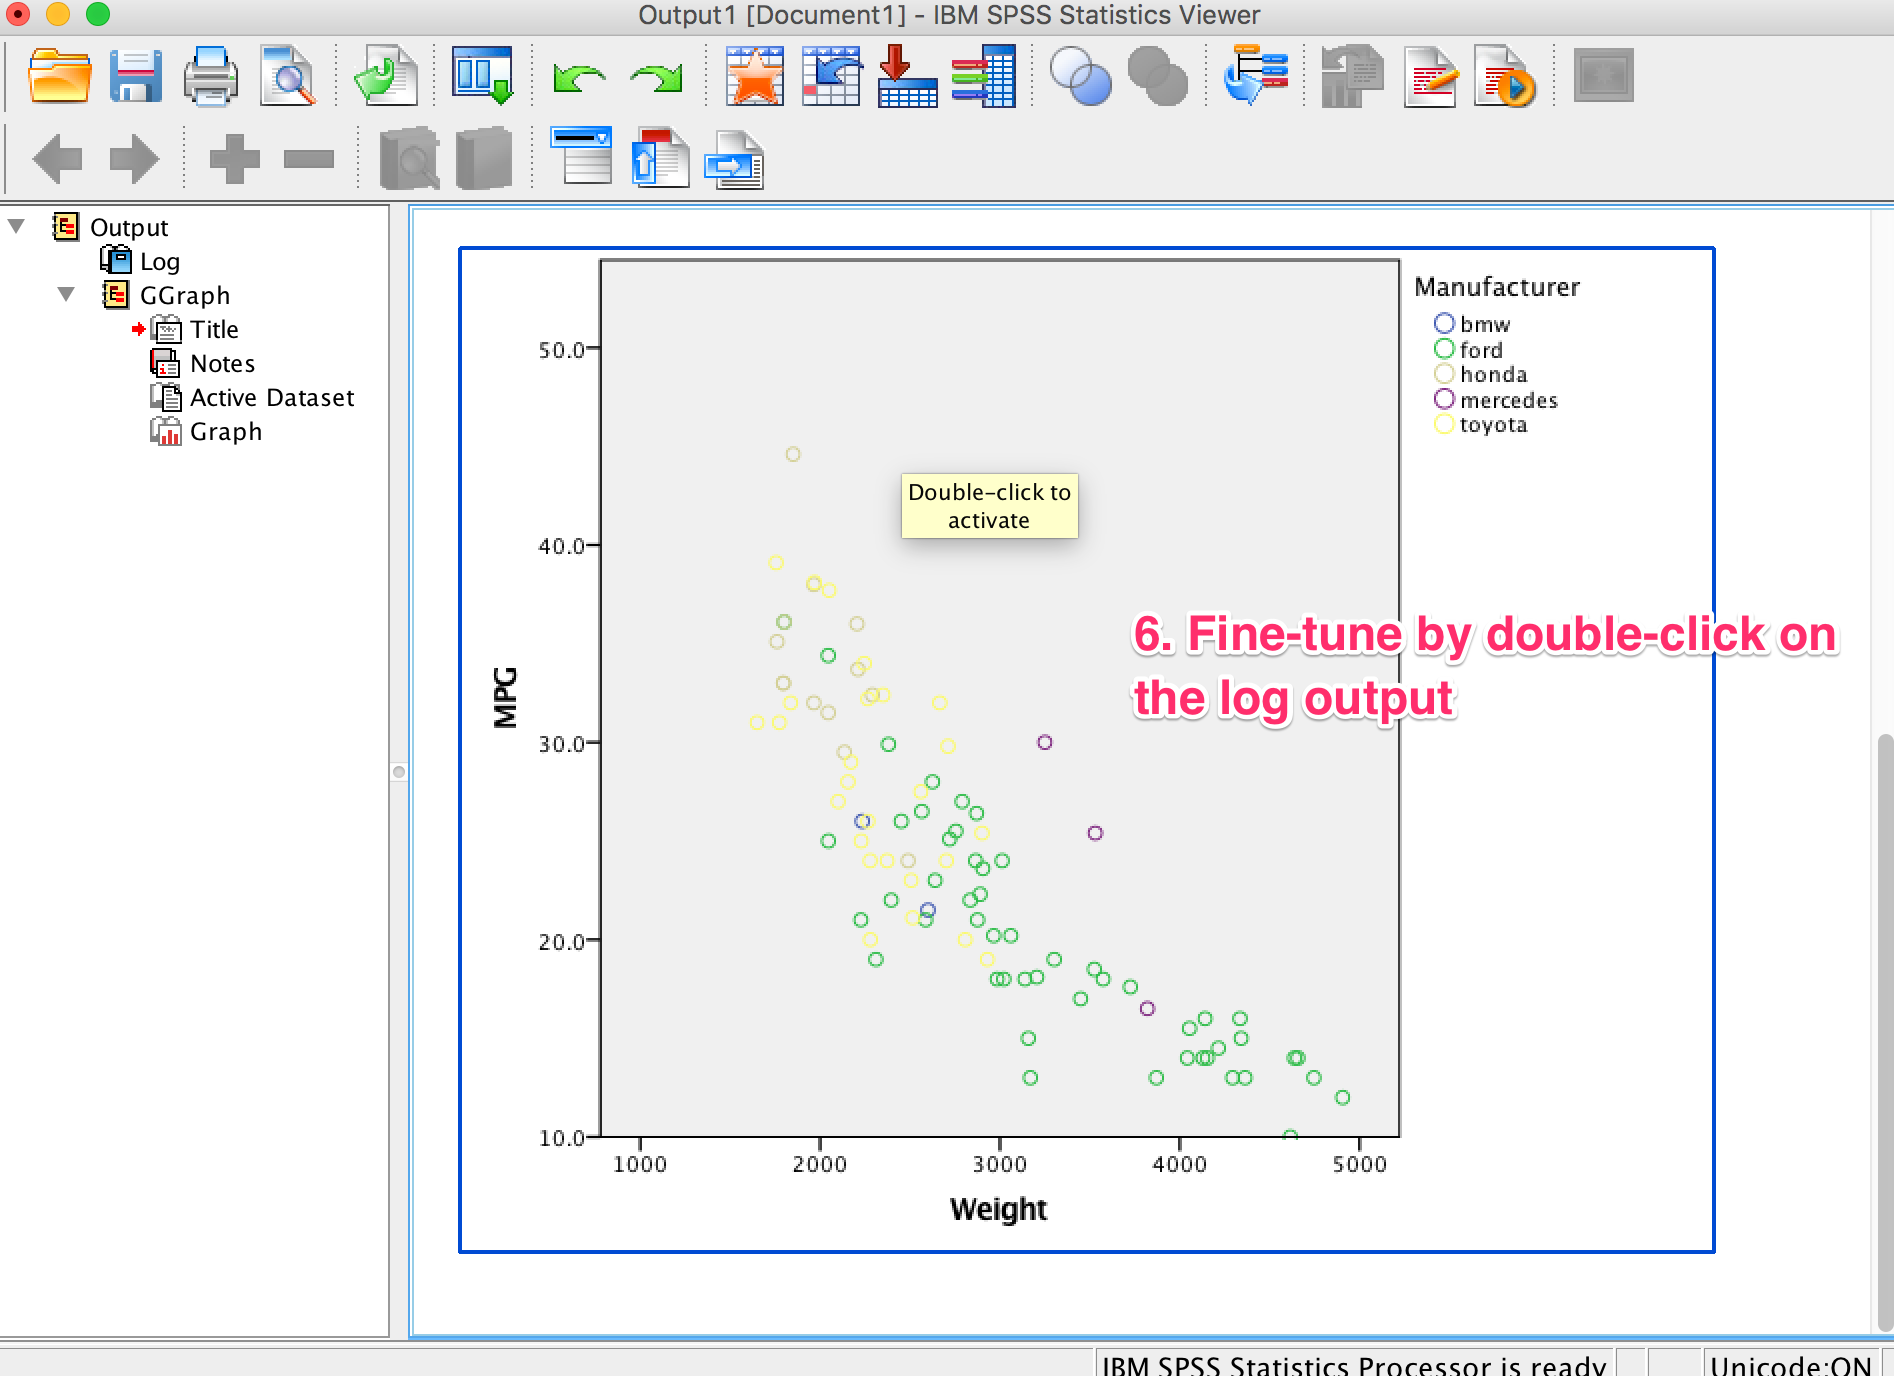 Output1 [Document1] - IBM SPSS Statistics Viewer
Output
Log
GGraph
Title
Notes
Active Dataset
Graph
Manufacturer
bmw
ford
honda
mercedes
toyota
50.0
40.0
30.0
20.0
10.0
MPG
Double-click to
activate
6. Fine-tune by double-click on
the log output
1000 2000 3000 4000 5000
Weight
IBM SPSS Statistics Processor is ready Unicode:ON